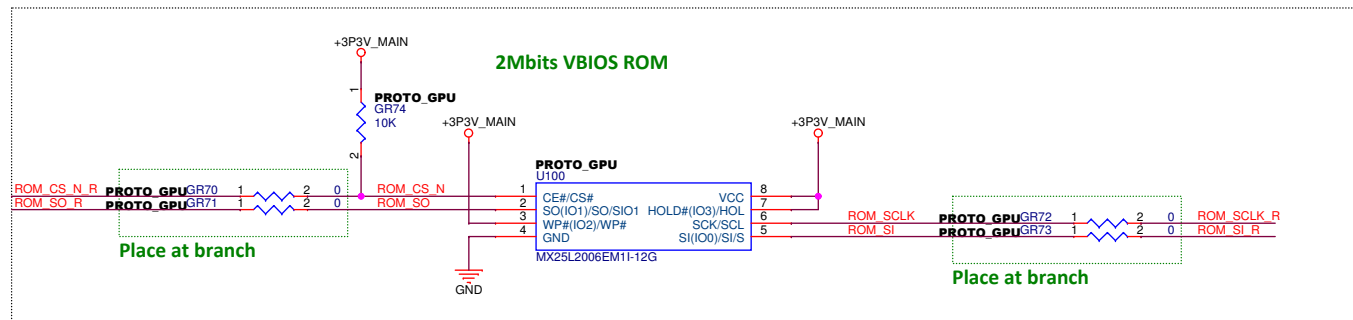 +3P3V_MAIN
2Mbits VBIOS ROM
1
PROTO_GPU
GR74
10K
2
+3P3V_MAIN
+3P3V_MAIN
PROTO_GPU
U100
ROM_CS_N_R PROTO_GPU GR70 1 2 0 ROM_CS_N 1 CE#/CS# VCC 8
ROM_SO_R PROTO_GPU GR71 1 2 0 ROM_SO 2 SO(IO1)/SO/SIO1 HOLD#(IO3)/HOL 7
3 WP#(IO2)/WP# SCK/SCL 6 ROM_SCLK PROTO_GPU GR72 1 2 0 ROM_SCLK_R
4 GND SI(IO0)/SI/S 5 ROM_SI PROTO_GPU GR73 1 2 0 ROM_SI_R
Place at branch
MX25L2006EM1I-12G
GND
Place at branch